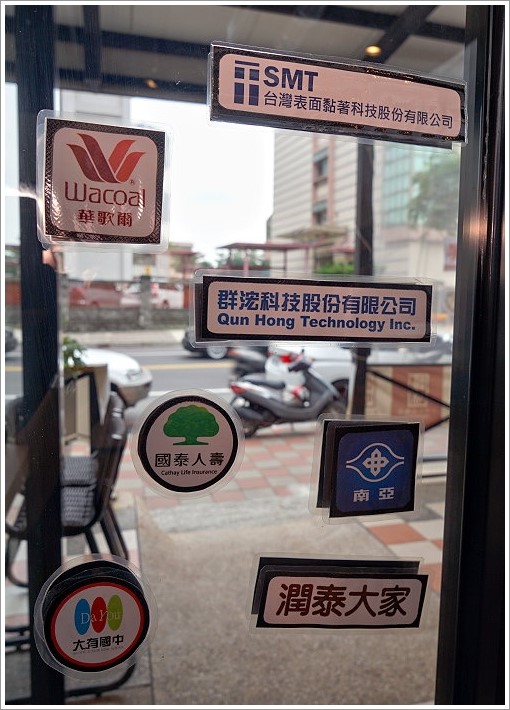 SMT
台灣表面黏著科技股份有限公司
Wacoal
華歌爾
群浤科技股份有限公司
Qun Hong Technology Inc.
國泰人壽
Cathay Life Insurance
南亞
DaYou
大有國中
潤泰大家